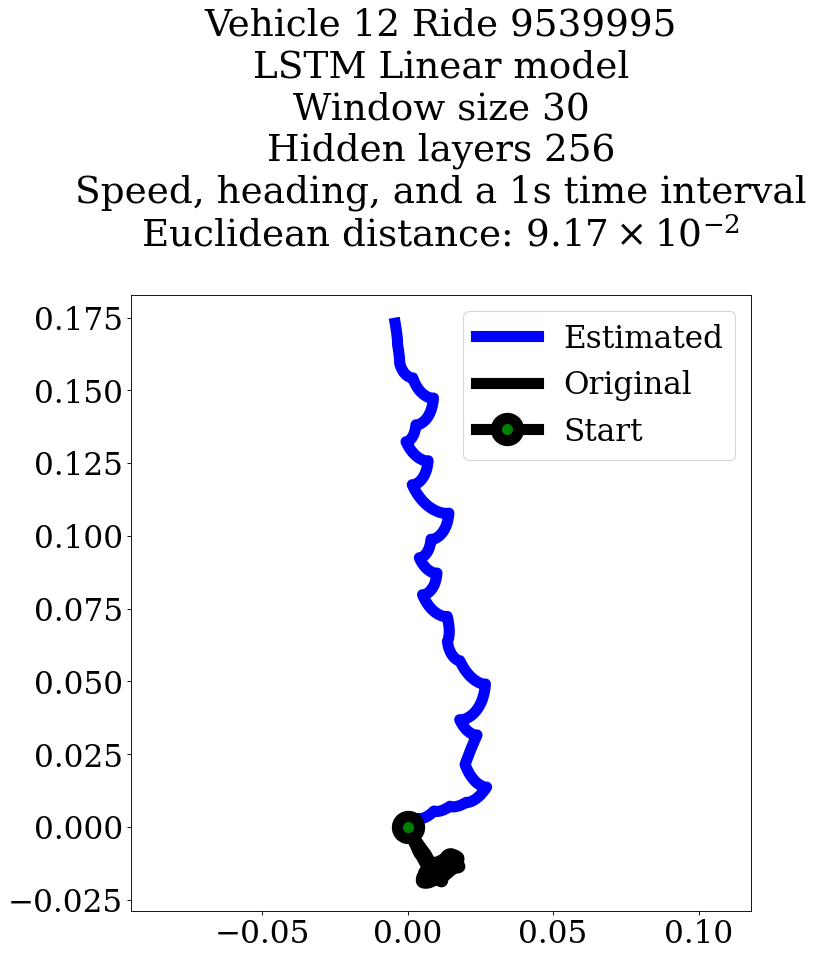 Vehicle 12 Ride 9539995
LSTM Linear model
Window size 30
Hidden layers 256
Speed, heading, and a 1s time interval
Euclidean distance: 9.17 × 10⁻²
Estimated
Original
Start
0.175
0.150
0.125
0.100
0.075
0.050
0.025
0.000
−0.025
−0.05 0.00 0.05 0.10